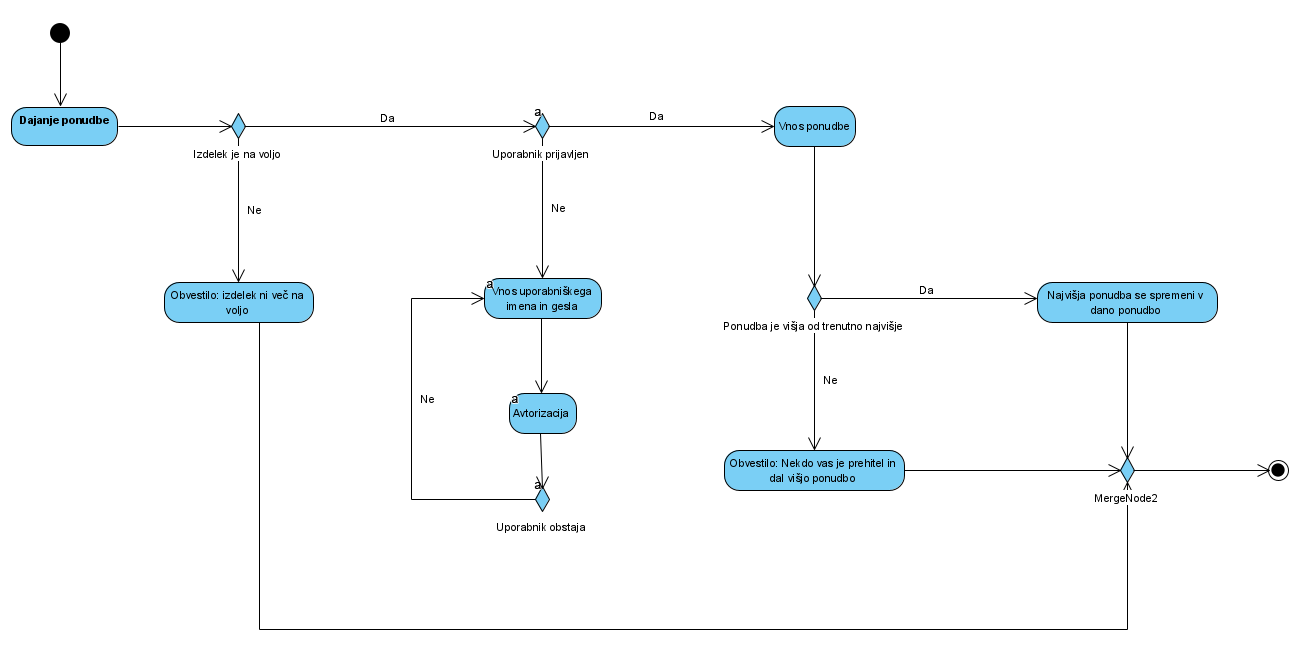 Dajanje ponudbe
Da
a
Da
Vnos ponudbe
Izdelek je na voljo
Uporabnik prijavljen
Ne
Ne
Obvestilo: izdelek ni več na
voljo
a
Vnos uporabniškega
imena in gesla
Da
Najvišja ponudba se spremeni v
dano ponudbo
Ponudba je višja od trenutno najvišje
Ne
Ne
a
Avtorizacija
Obvestilo: Nekdo vas je prehitel in
dal višjo ponudbo
a
MergeNode2
Uporabnik obstaja